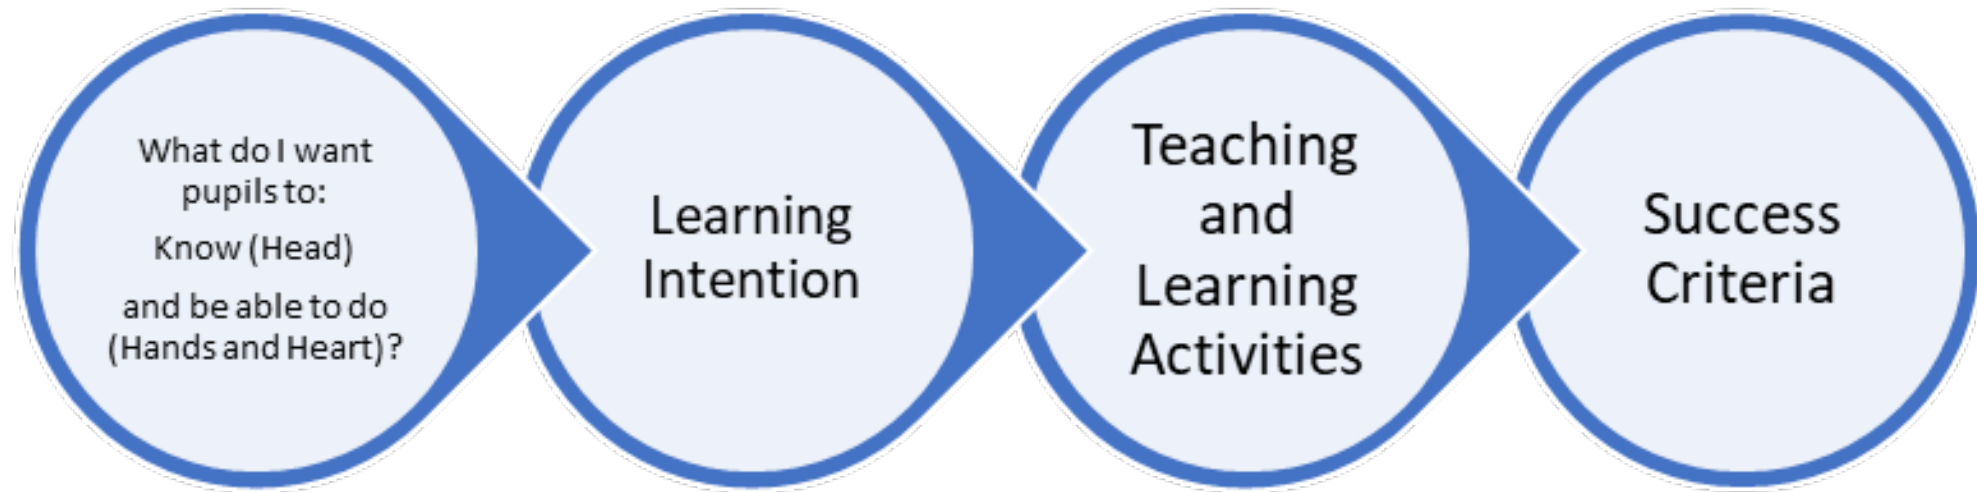 What do I want
pupils to:
Know (Head)
and be able to do
(Hands and Heart)?
Learning
Intention
Teaching
and
Learning
Activities
Success
Criteria